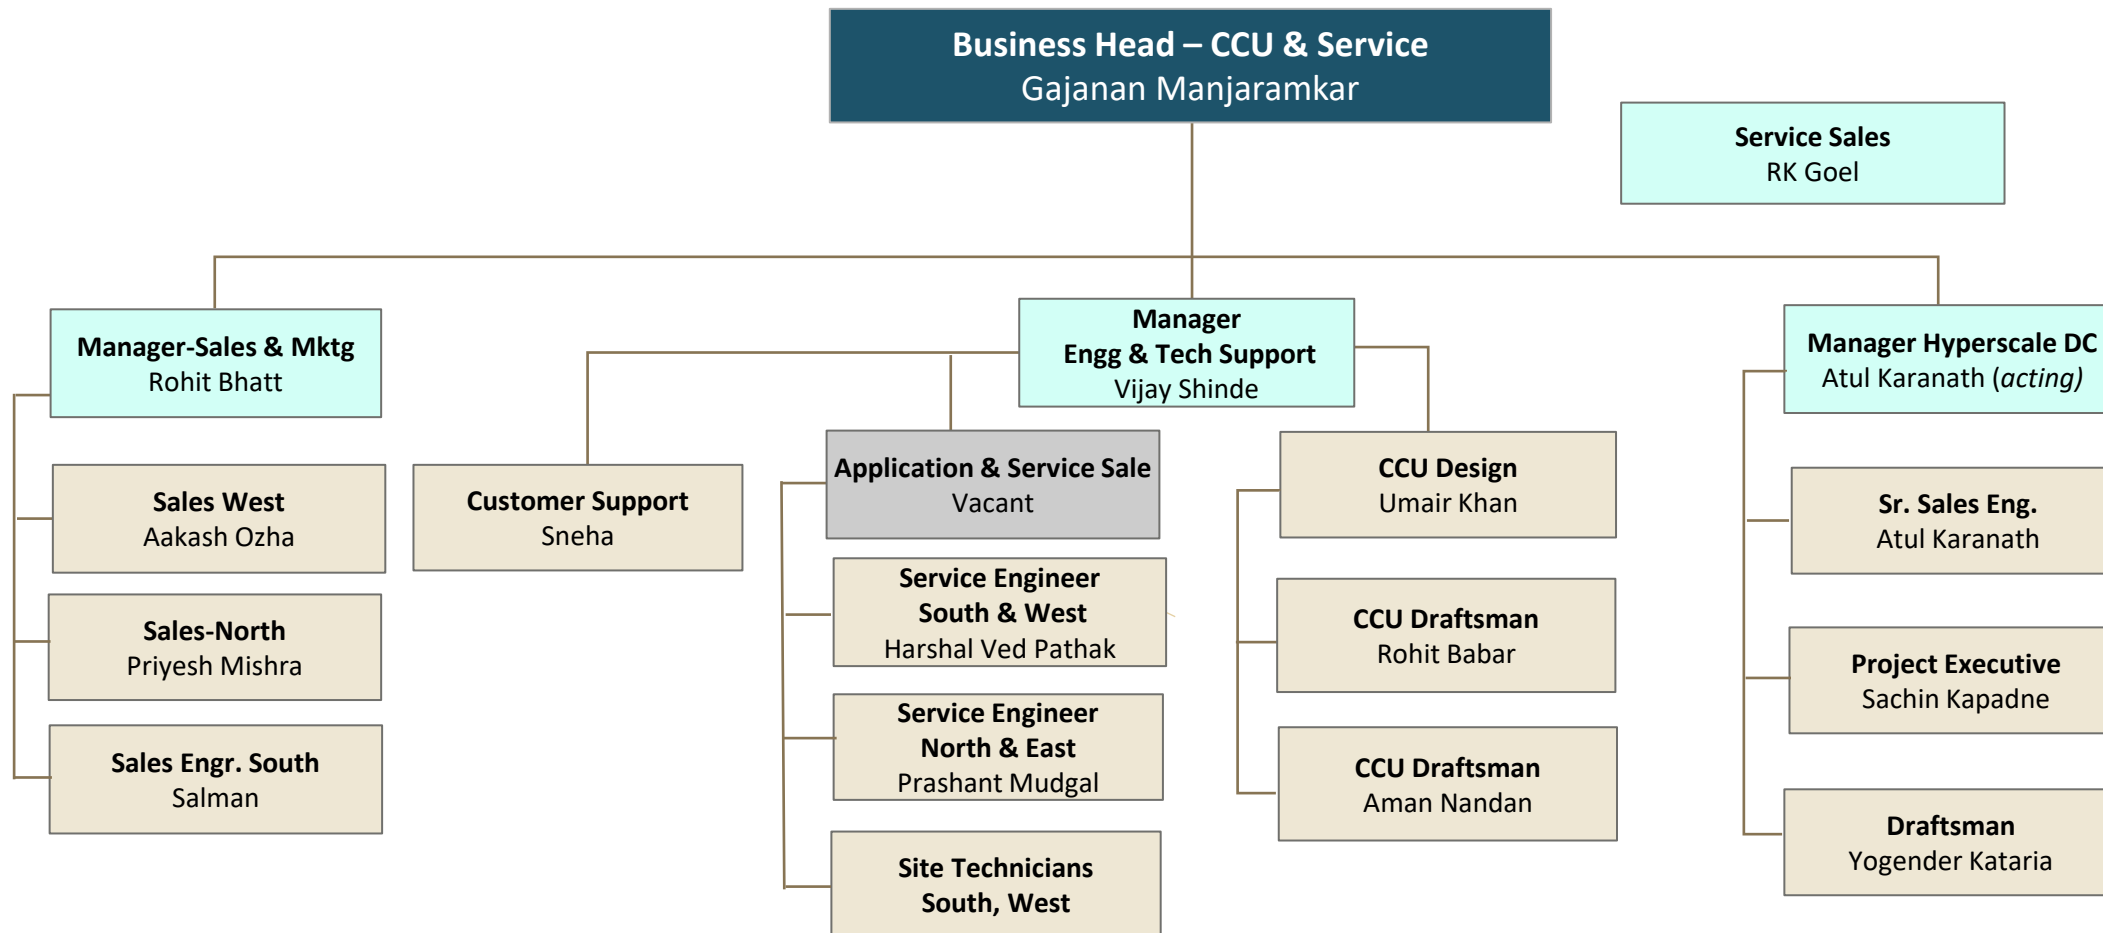 Business Head – CCU & Service
Gajanan Manjaramkar
Service Sales
RK Goel
Manager-Sales & Mktg
Rohit Bhatt
Sales West
Aakash Ozha
Sales-North
Priyesh Mishra
Sales Engr. South
Salman
Manager
Engg & Tech Support
Vijay Shinde
Customer Support
Sneha
Application & Service Sale
Vacant
Service Engineer
South & West
Harshal Ved Pathak
Service Engineer
North & East
Prashant Mudgal
Site Technicians
South, West
CCU Design
Umair Khan
CCU Draftsman
Rohit Babar
CCU Draftsman
Aman Nandan
Manager Hyperscale DC
Atul Karanath (acting)
Sr. Sales Eng.
Atul Karanath
Project Executive
Sachin Kapadne
Draftsman
Yogender Kataria